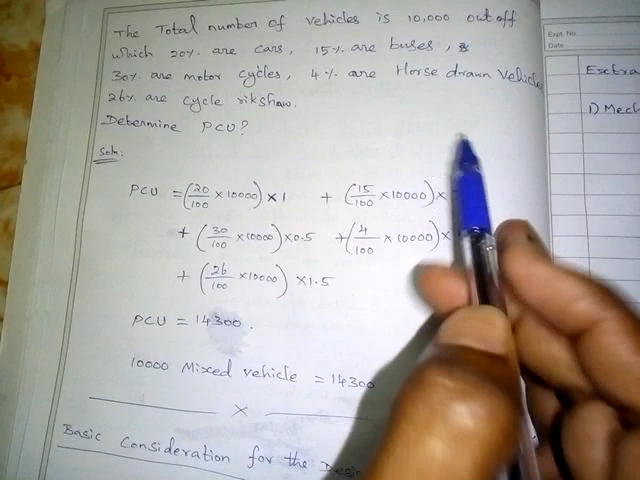 The Total number of vehicles is 10,000 out off
which 20% are cars, 15% are buses,
30% are motor cycles, 4% are Horse drawn Vehicle
26% are cycle rikshaw.
Determine PCU?
Soln:
PCU = (20/100 × 10000) × 1 + (15/100 × 10000) ×
+ (30/100 × 10000) × 0.5 + (4/100 × 10000) ×
+ (26/100 × 10000) × 1.5
PCU = 14300.
10000 Mixed vehicle = 14300
×
Basic Consideration for the
Expt. No.
Date
Extra
1) Mech